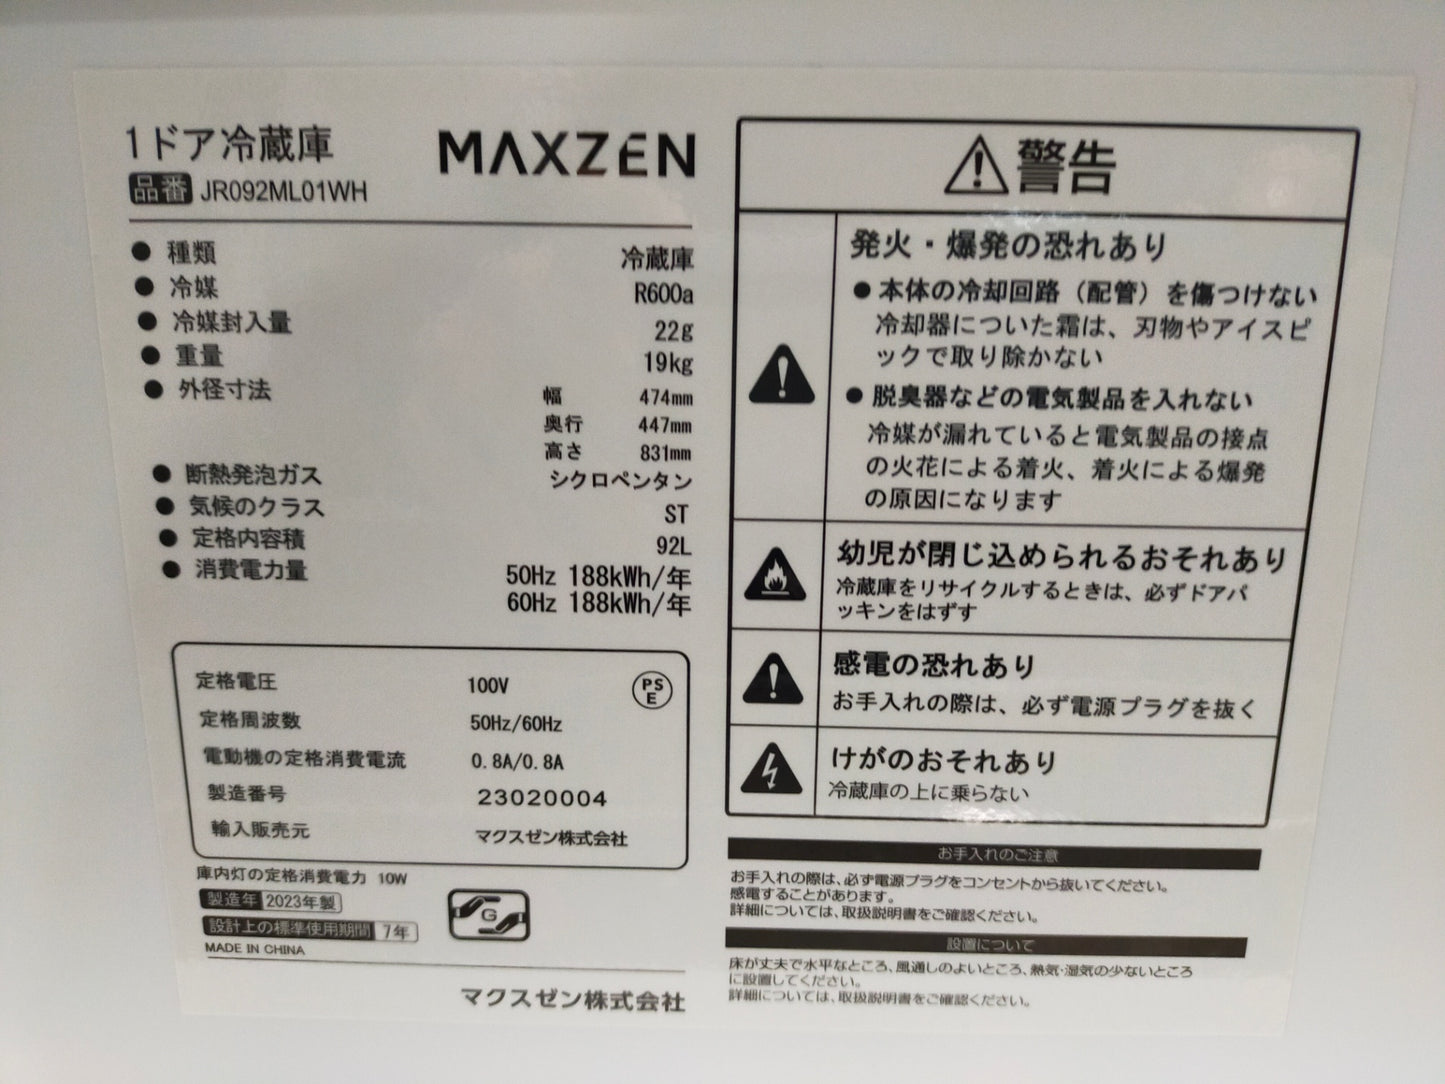 1ドア冷蔵庫
MAXZEN
品番 JR092ML01WH
● 種類 冷蔵庫
● 冷媒 R600a
● 冷媒封入量 22g
● 重量 19kg
● 外径寸法 幅 474mm
奥行 447mm
高さ 831mm
● 断熱発泡ガス シクロペンタン
● 気候のクラス ST
● 定格内容積 92L
● 消費電力量 50Hz 188kWh/年
60Hz 188kWh/年
定格電圧 100V
PSE
定格周波数 50Hz/60Hz
電動機の定格消費電流 0.8A/0.8A
製造番号 23020004
輸入販売元 マクスゼン株式会社
庫内灯の定格消費電力 10W
製造年 2023年製
設計上の標準使用期間 7年
G
MADE IN CHINA
マクスゼン株式会社
警告
発火・爆発の恐れあり
● 本体の冷却回路（配管）を傷つけない
冷却器についた霜は、刃物やアイスピ
ックで取り除かない
● 脱臭器などの電気製品を入れない
冷媒が漏れていると電気製品の接点
の火花による着火、着火による爆発
の原因になります
幼児が閉じ込められるおそれあり
冷蔵庫をリサイクルするときは、必ずドアパ
ッキンをはずす
感電の恐れあり
お手入れの際は、必ず電源プラグを抜く
けがのおそれあり
冷蔵庫の上に乗らない
お手入れのご注意
お手入れの際は、必ず電源プラグをコンセントから抜いてください。
感電することがあります。
詳細については、取扱説明書をご確認ください。
設置について
床が丈夫で水平なところ、風通しのよいところ、熱気・湿気の少ないところ
に設置してください。
詳細については、取扱説明書をご確認ください。